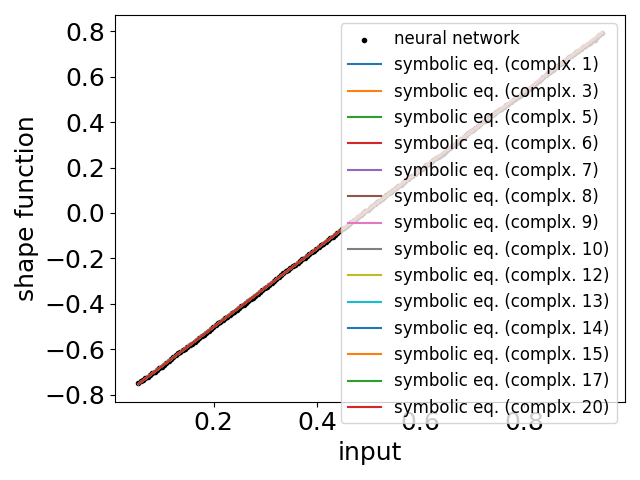 shape function
0.8
0.6
0.4
0.2
0.0
−0.2
−0.4
−0.6
−0.8
neural network
symbolic eq. (complx. 1)
symbolic eq. (complx. 3)
symbolic eq. (complx. 5)
symbolic eq. (complx. 6)
symbolic eq. (complx. 7)
symbolic eq. (complx. 8)
symbolic eq. (complx. 9)
symbolic eq. (complx. 10)
symbolic eq. (complx. 12)
symbolic eq. (complx. 13)
symbolic eq. (complx. 14)
symbolic eq. (complx. 15)
symbolic eq. (complx. 17)
symbolic eq. (complx. 20)
0.2 0.4 0.6 0.8
input